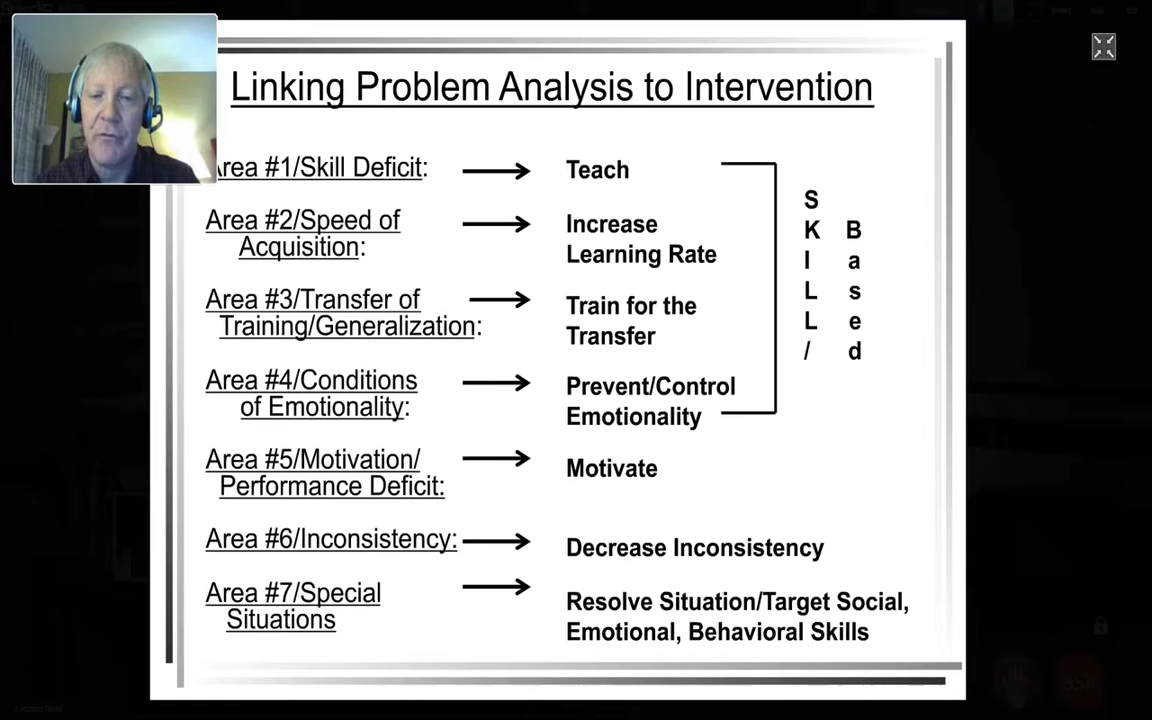 Linking Problem Analysis to Intervention
Area #1/Skill Deficit:
Teach
Area #2/Speed of
Acquisition:
Increase
Learning Rate
Area #3/Transfer of
Training/Generalization:
Train for the
Transfer
Area #4/Conditions
of Emotionality:
Prevent/Control
Emotionality
SKILL/
Based
Area #5/Motivation/
Performance Deficit:
Motivate
Area #6/Inconsistency:
Decrease Inconsistency
Area #7/Special
Situations
Resolve Situation/Target Social,
Emotional, Behavioral Skills